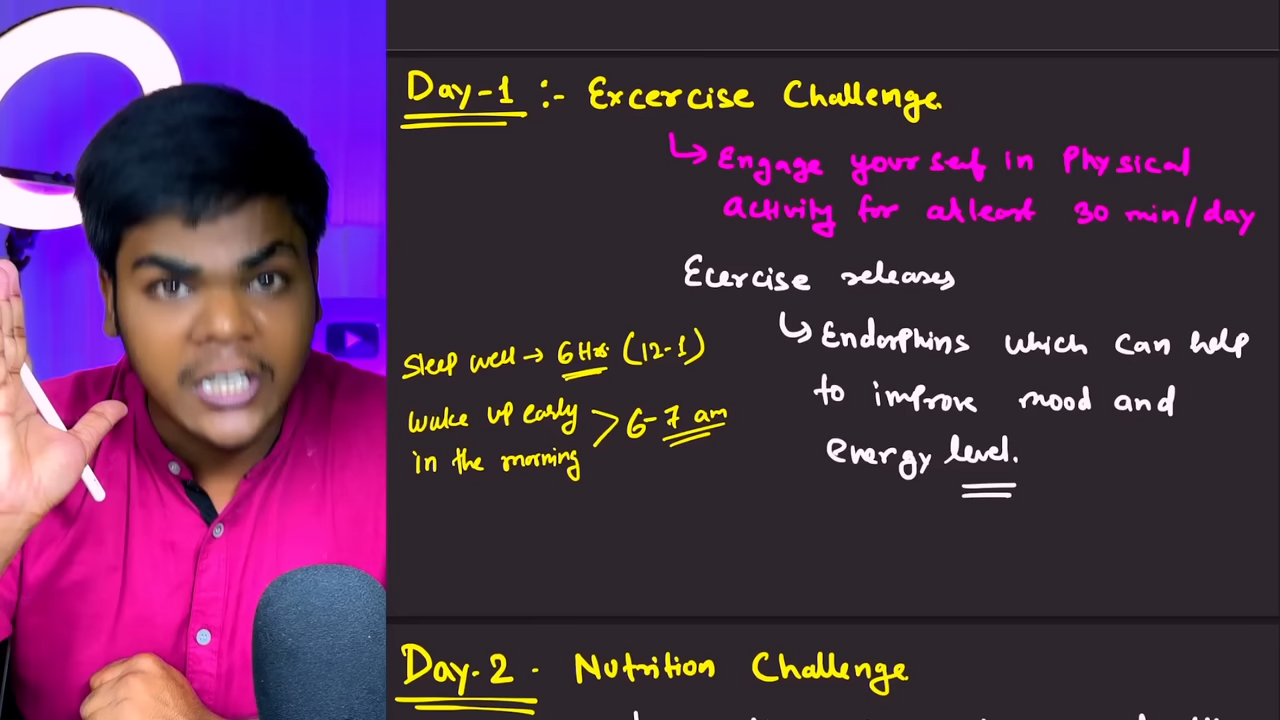 Day-1 :- Excercise Challenge
↳ Engage yourself in Physical
activity for atleast 30 min/day
Ecercise releases
↳ Endorphins which can help
to improve mood and
energy level.
Sleep well → 6Hrs (12-1)
wake up early
in the morning > 6-7 am
Day-2 - Nutrition Challenge